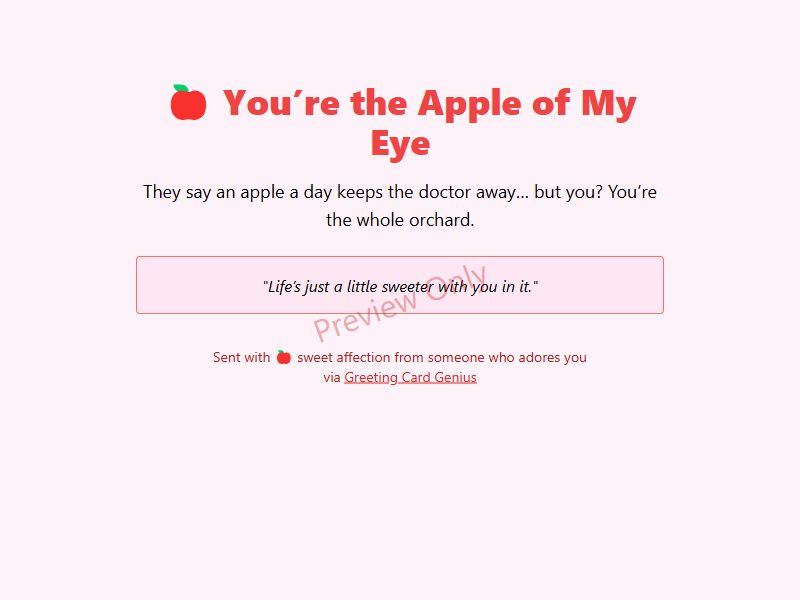 🍎 You’re the Apple of My
Eye
They say an apple a day keeps the doctor away… but you? You’re
the whole orchard.
"Life’s just a little sweeter with you in it."
Preview Only
Sent with 🍎 sweet affection from someone who adores you
via Greeting Card Genius